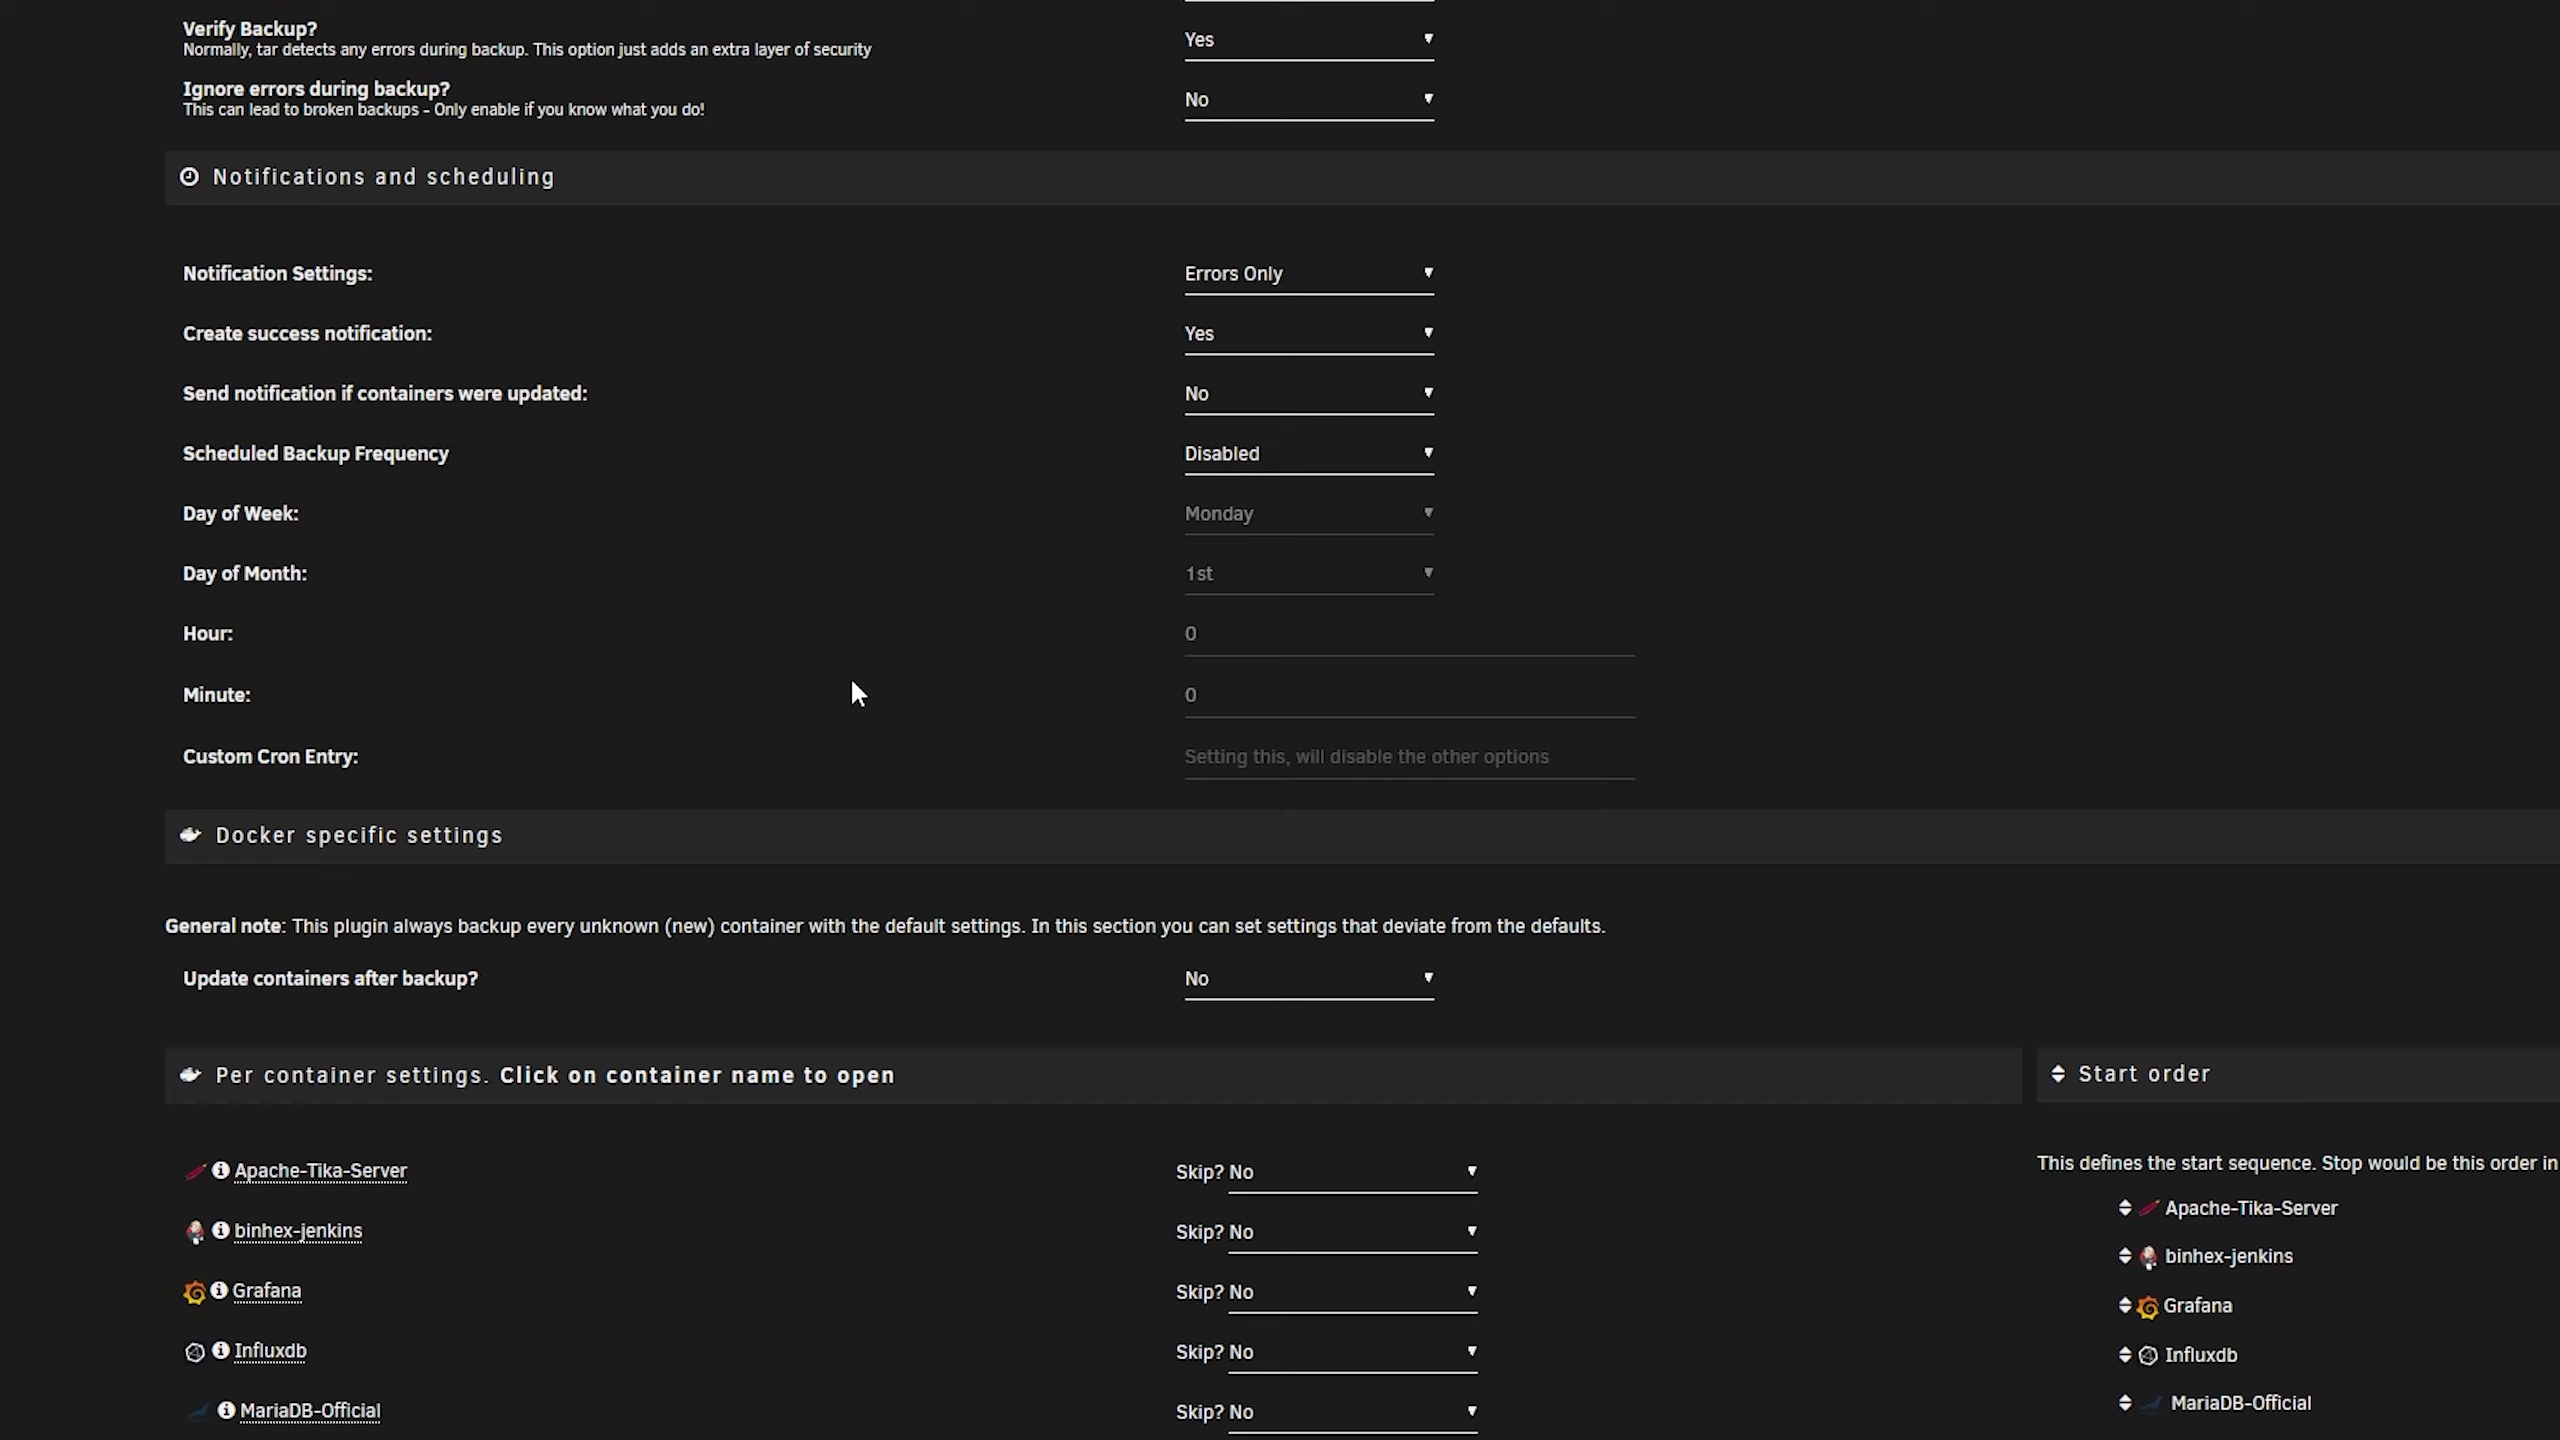 Verify Backup?
Normally, tar detects any errors during backup. This option just adds an extra layer of security
Yes
Ignore errors during backup?
This can lead to broken backups - Only enable if you know what you do!
No
Notifications and scheduling
Notification Settings:
Errors Only
Create success notification:
Yes
Send notification if containers were updated:
No
Scheduled Backup Frequency
Disabled
Day of Week:
Monday
Day of Month:
1st
Hour:
0
Minute:
0
Custom Cron Entry:
Setting this, will disable the other options
Docker specific settings
General note: This plugin always backup every unknown (new) container with the default settings. In this section you can set settings that deviate from the defaults.
Update containers after backup?
No
Per container settings. Click on container name to open
Apache-Tika-Server
Skip? No
binhex-jenkins
Skip? No
Grafana
Skip? No
Influxdb
Skip? No
MariaDB-Official
Skip? No
Start order
This defines the start sequence. Stop would be this order in
Apache-Tika-Server
binhex-jenkins
Grafana
Influxdb
MariaDB-Official